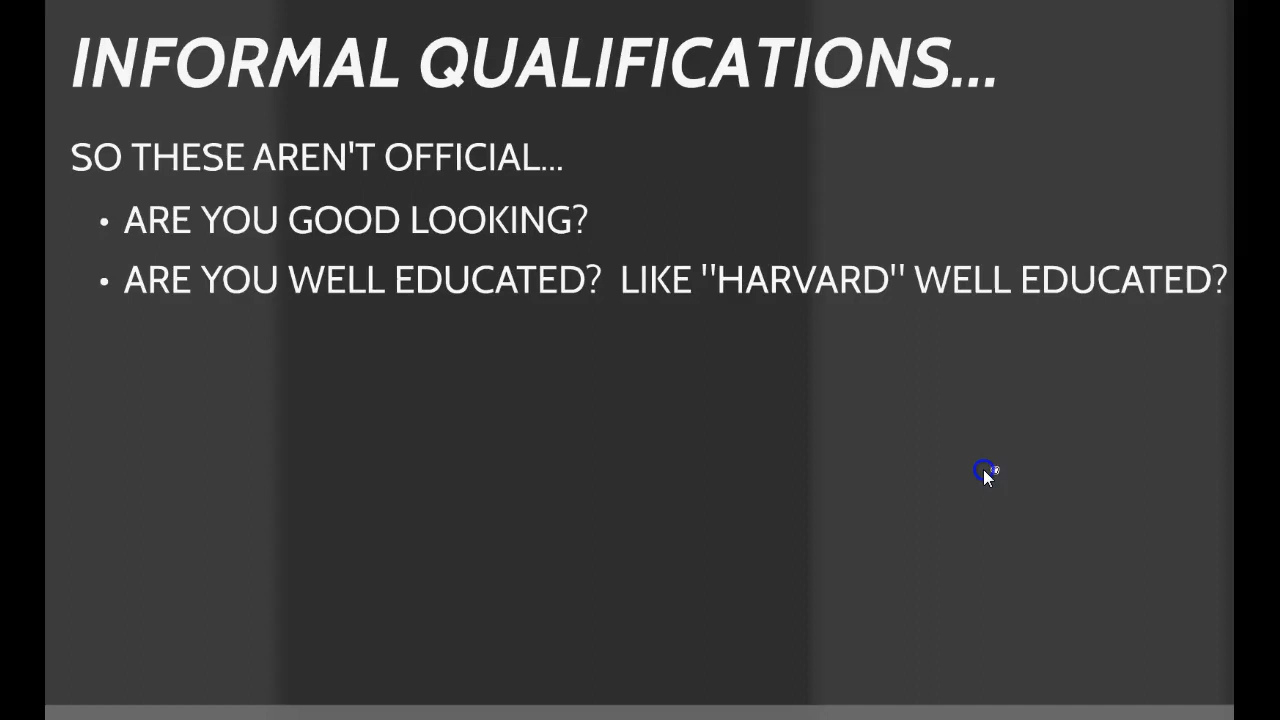 INFORMAL QUALIFICATIONS...
SO THESE AREN'T OFFICIAL...
• ARE YOU GOOD LOOKING?
• ARE YOU WELL EDUCATED?  LIKE "HARVARD" WELL EDUCATED?